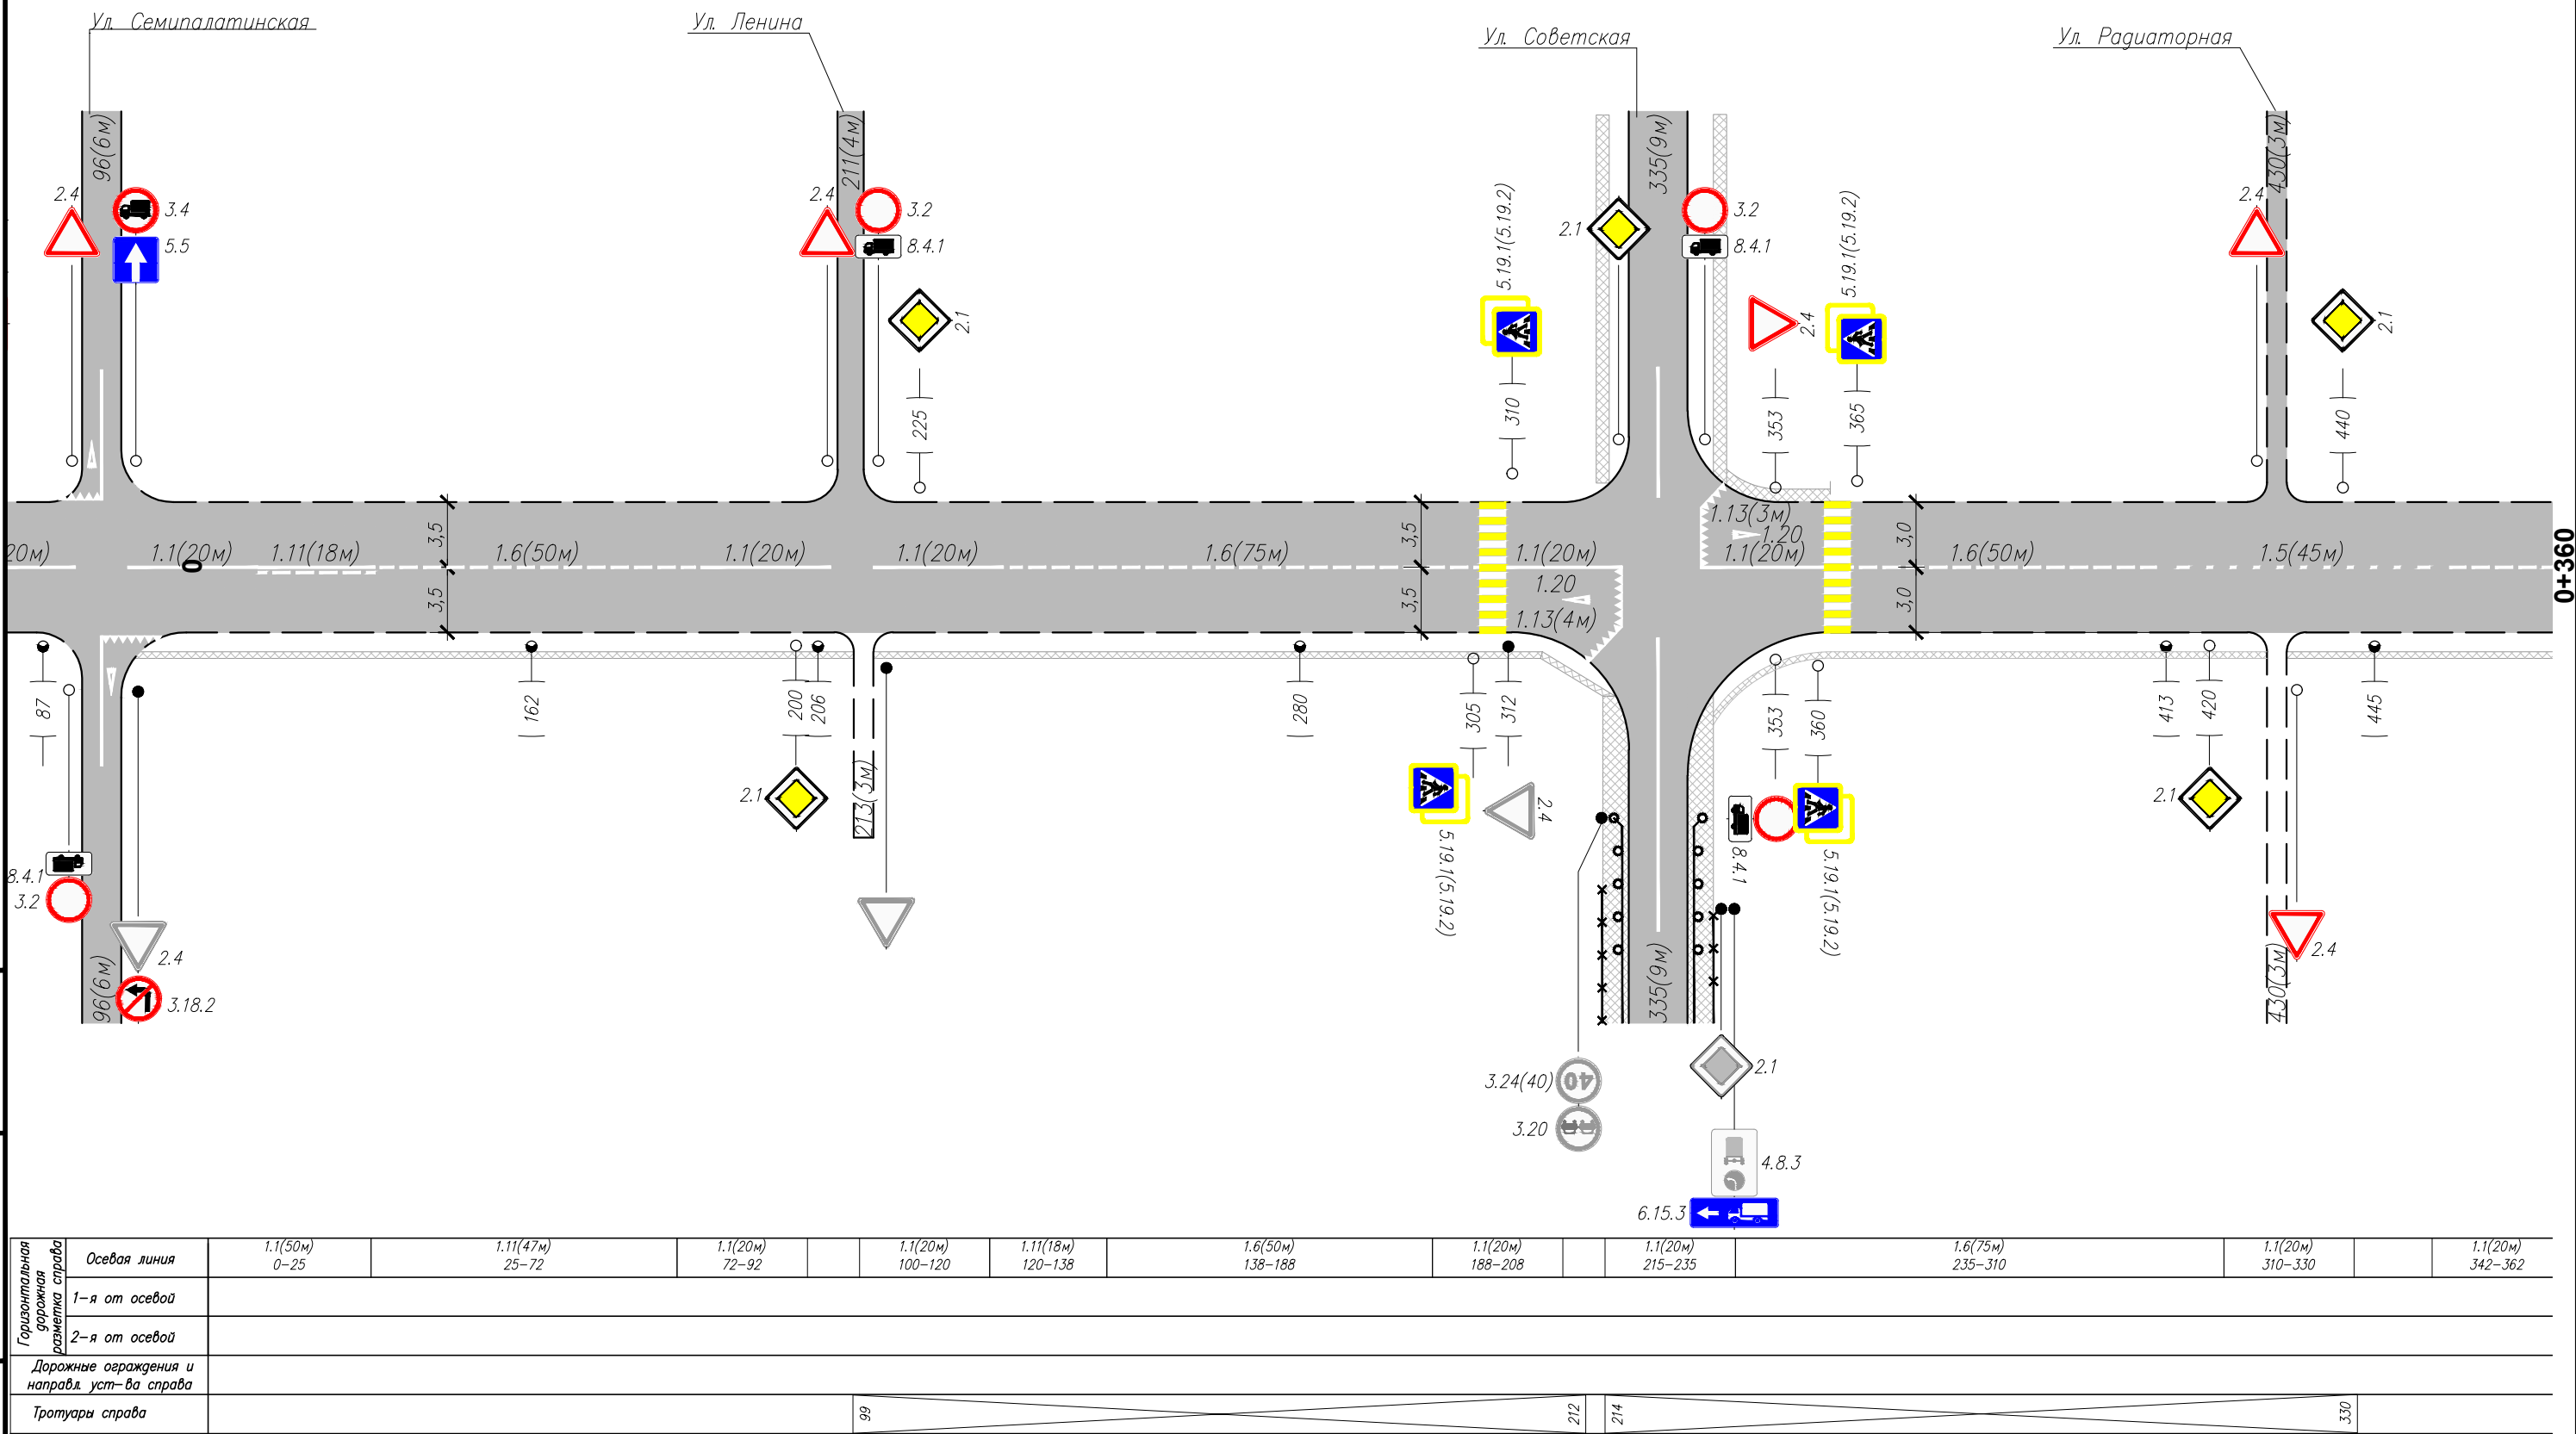 Ул. Семипалатинская
Ул. Ленина
Ул. Советская
Ул. Радиаторная
96(6м)
211(4м)
335(9м)
430(3м)
2.4
3.4
5.5
2.4
3.2
8.4.1
2.1
225
5.19.1(5.19.2)
310
2.1
3.2
8.4.1
2.4
353
5.19.1(5.19.2)
365
2.4
2.1
440
20м)
1.1(20м)
0
1.11(18м)
3,5
3,5
1.6(50м)
1.1(20м)
1.1(20м)
1.6(75м)
3,5
3,5
1.1(20м)
1.20
1.13(4м)
1.13(3м)
1.20
1.1(20м)
3,0
3,0
1.6(50м)
1.5(45м)
0+360
87
162
200
206
280
305
312
353
360
413
420
445
8.4.1
3.2
96(6м)
2.4
3.18.2
2.1
213(3м)
5.19.1(5.19.2)
2.4
335(9м)
8.4.1
5.19.1(5.19.2)
2.1
2.4
430(3м)
3.24(40)
40
3.20
2.1
4.8.3
6.15.3
Горизонтальная
дорожная
разметка справа
Осевая линия
1.1(50м)
0-25
1.11(47м)
25-72
1.1(20м)
72-92
1.1(20м)
100-120
1.11(18м)
120-138
1.6(50м)
138-188
1.1(20м)
188-208
1.1(20м)
215-235
1.6(75м)
235-310
1.1(20м)
310-330
1.1(20м)
342-362
1-я от осевой
2-я от осевой
Дорожные ограждения и
направл. уст-ва справа
Тротуары справа
99
212
214
330